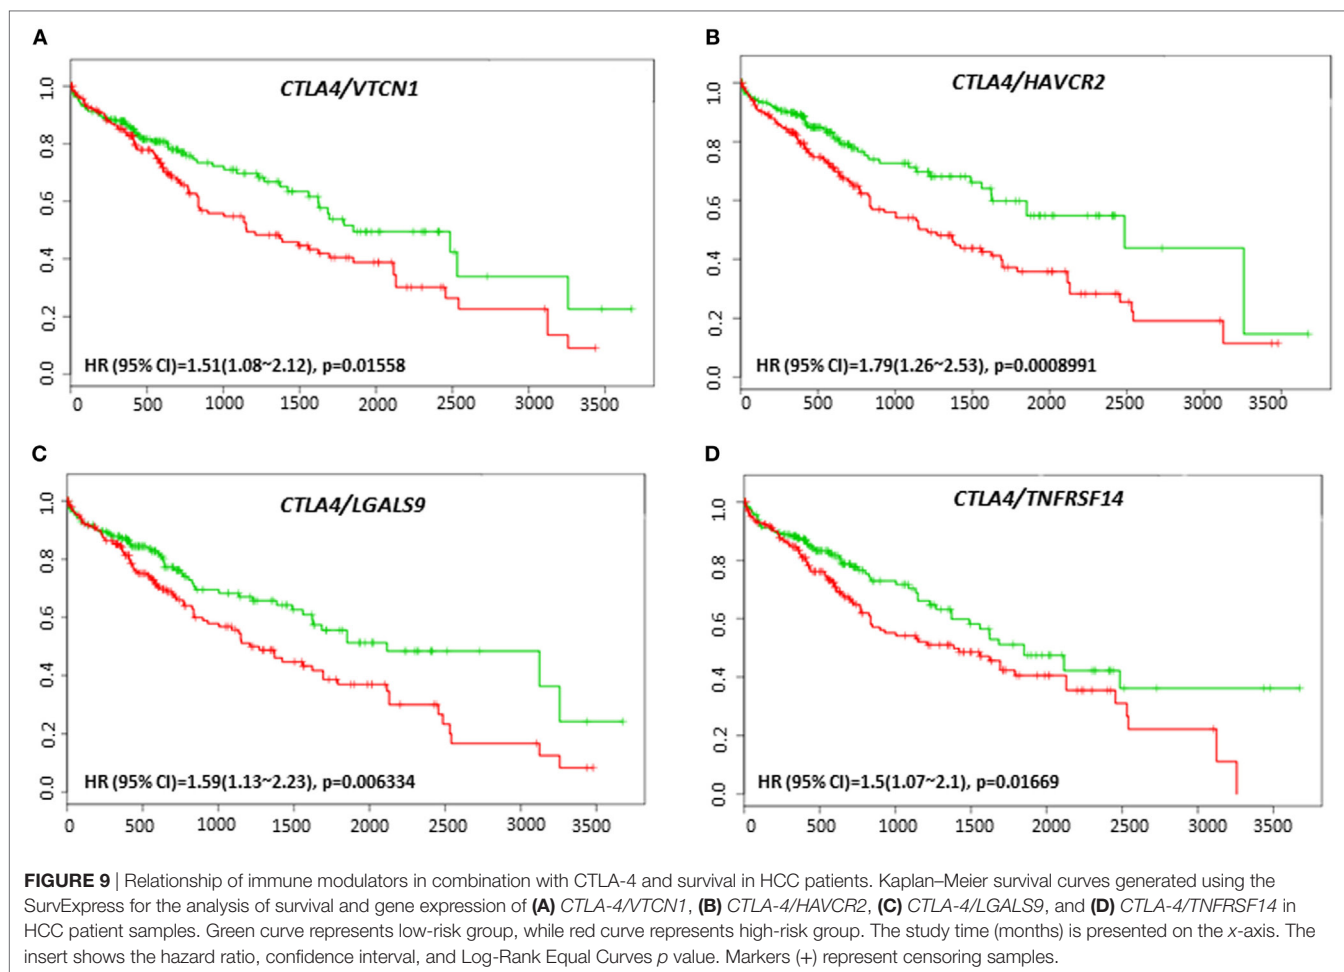 A
CTLA4/VTCN1
1.0
0.8
0.6
0.4
0.2
0.0
HR (95% CI)=1.51(1.08~2.12), p=0.01558
0 500 1000 1500 2000 2500 3000 3500
B
CTLA4/HAVCR2
1.0
0.8
0.6
0.4
0.2
0.0
HR (95% CI)=1.79(1.26~2.53), p=0.0008991
0 500 1000 1500 2000 2500 3000 3500
C
CTLA4/LGALS9
1.0
0.8
0.6
0.4
0.2
0.0
HR (95% CI)=1.59(1.13~2.23), p=0.006334
0 500 1000 1500 2000 2500 3000 3500
D
CTLA4/TNFRSF14
1.0
0.8
0.6
0.4
0.2
0.0
HR (95% CI)=1.5(1.07~2.1), p=0.01669
0 500 1000 1500 2000 2500 3000 3500
FIGURE 9 | Relationship of immune modulators in combination with CTLA-4 and survival in HCC patients. Kaplan–Meier survival curves generated using the
SurvExpress for the analysis of survival and gene expression of (A) CTLA-4/VTCN1, (B) CTLA-4/HAVCR2, (C) CTLA-4/LGALS9, and (D) CTLA-4/TNFRSF14 in
HCC patient samples. Green curve represents low-risk group, while red curve represents high-risk group. The study time (months) is presented on the x-axis. The
insert shows the hazard ratio, confidence interval, and Log-Rank Equal Curves p value. Markers (+) represent censoring samples.